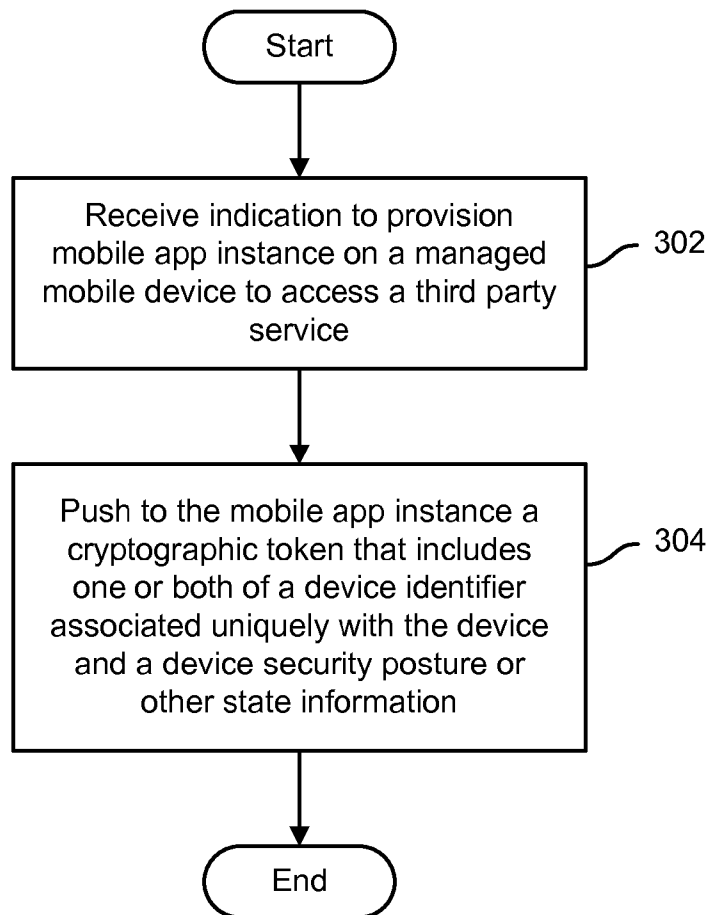 Start
Receive indication to provision
mobile app instance on a managed
mobile device to access a third party
service
302
Push to the mobile app instance a
cryptographic token that includes
one or both of a device identifier
associated uniquely with the device
and a device security posture or
other state information
304
End